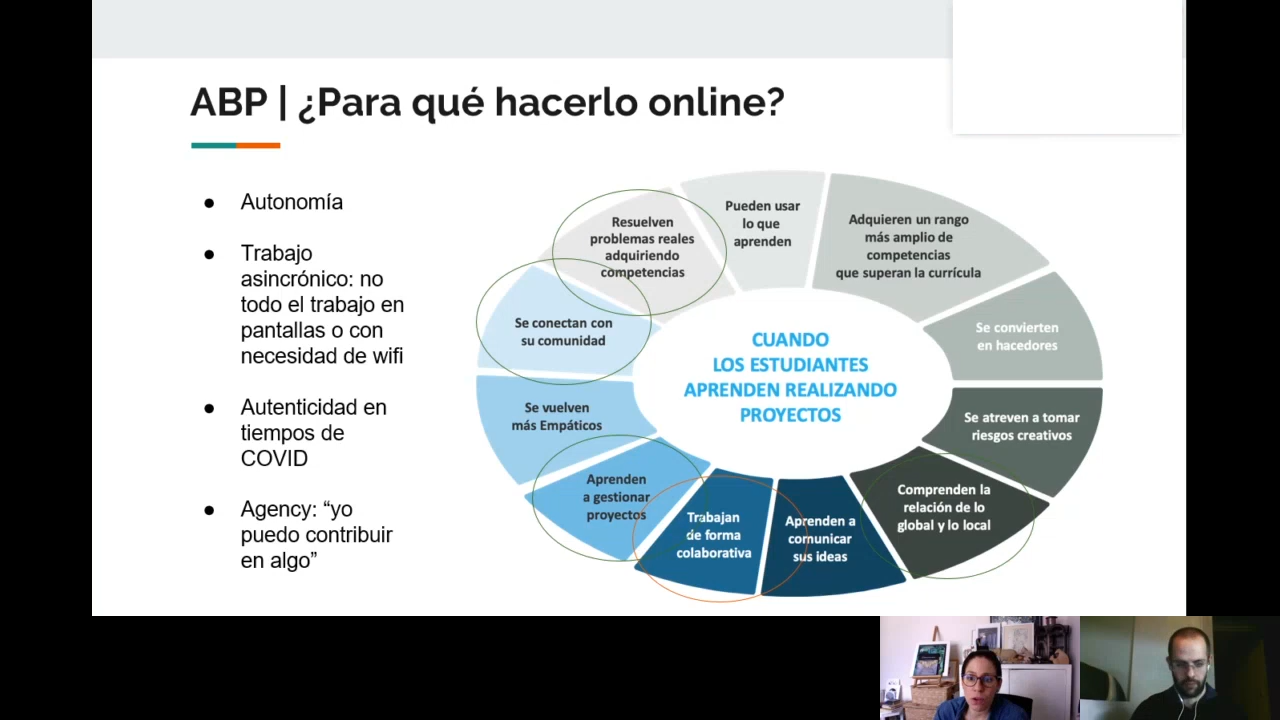 ABP | ¿Para qué hacerlo online?
● Autonomía
● Trabajo
asincrónico: no
todo el trabajo en
pantallas o con
necesidad de wifi
● Autenticidad en
tiempos de
COVID
● Agency: “yo
puedo contribuir
en algo”
Resuelven
problemas reales
adquiriendo
competencias
Pueden usar
lo que
aprenden
Adquieren un rango
más amplio de
competencias
que superan la currícula
Se convierten
en hacedores
Se atreven a tomar
riesgos creativos
Comprenden la
relación de lo
global y lo local
Aprenden a
comunicar
sus ideas
Trabajan
de forma
colaborativa
Aprenden
a gestionar
proyectos
Se vuelven
más Empáticos
Se conectan con
su comunidad
CUANDO
LOS ESTUDIANTES
APRENDEN REALIZANDO
PROYECTOS